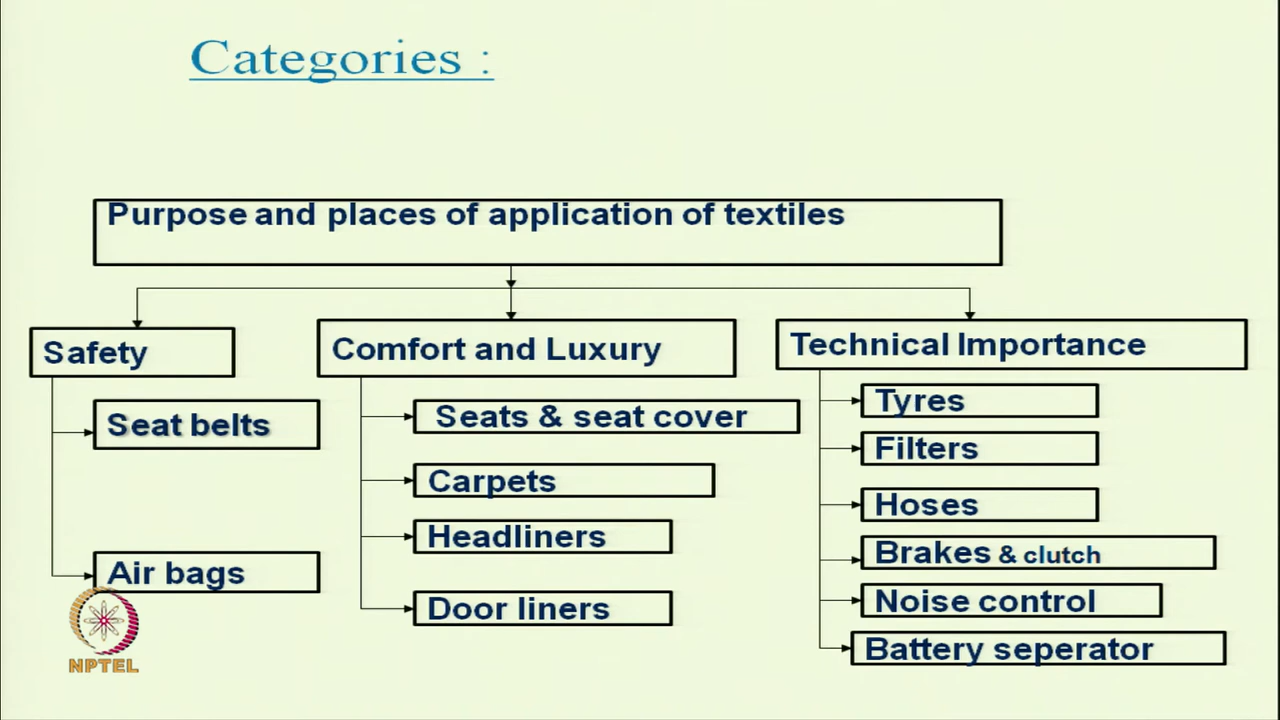 Categories :
Purpose and places of application of textiles
Safety
Seat belts
Air bags
Comfort and Luxury
Seats & seat cover
Carpets
Headliners
Door liners
Technical Importance
Tyres
Filters
Hoses
Brakes & clutch
Noise control
Battery seperator
NPTEL